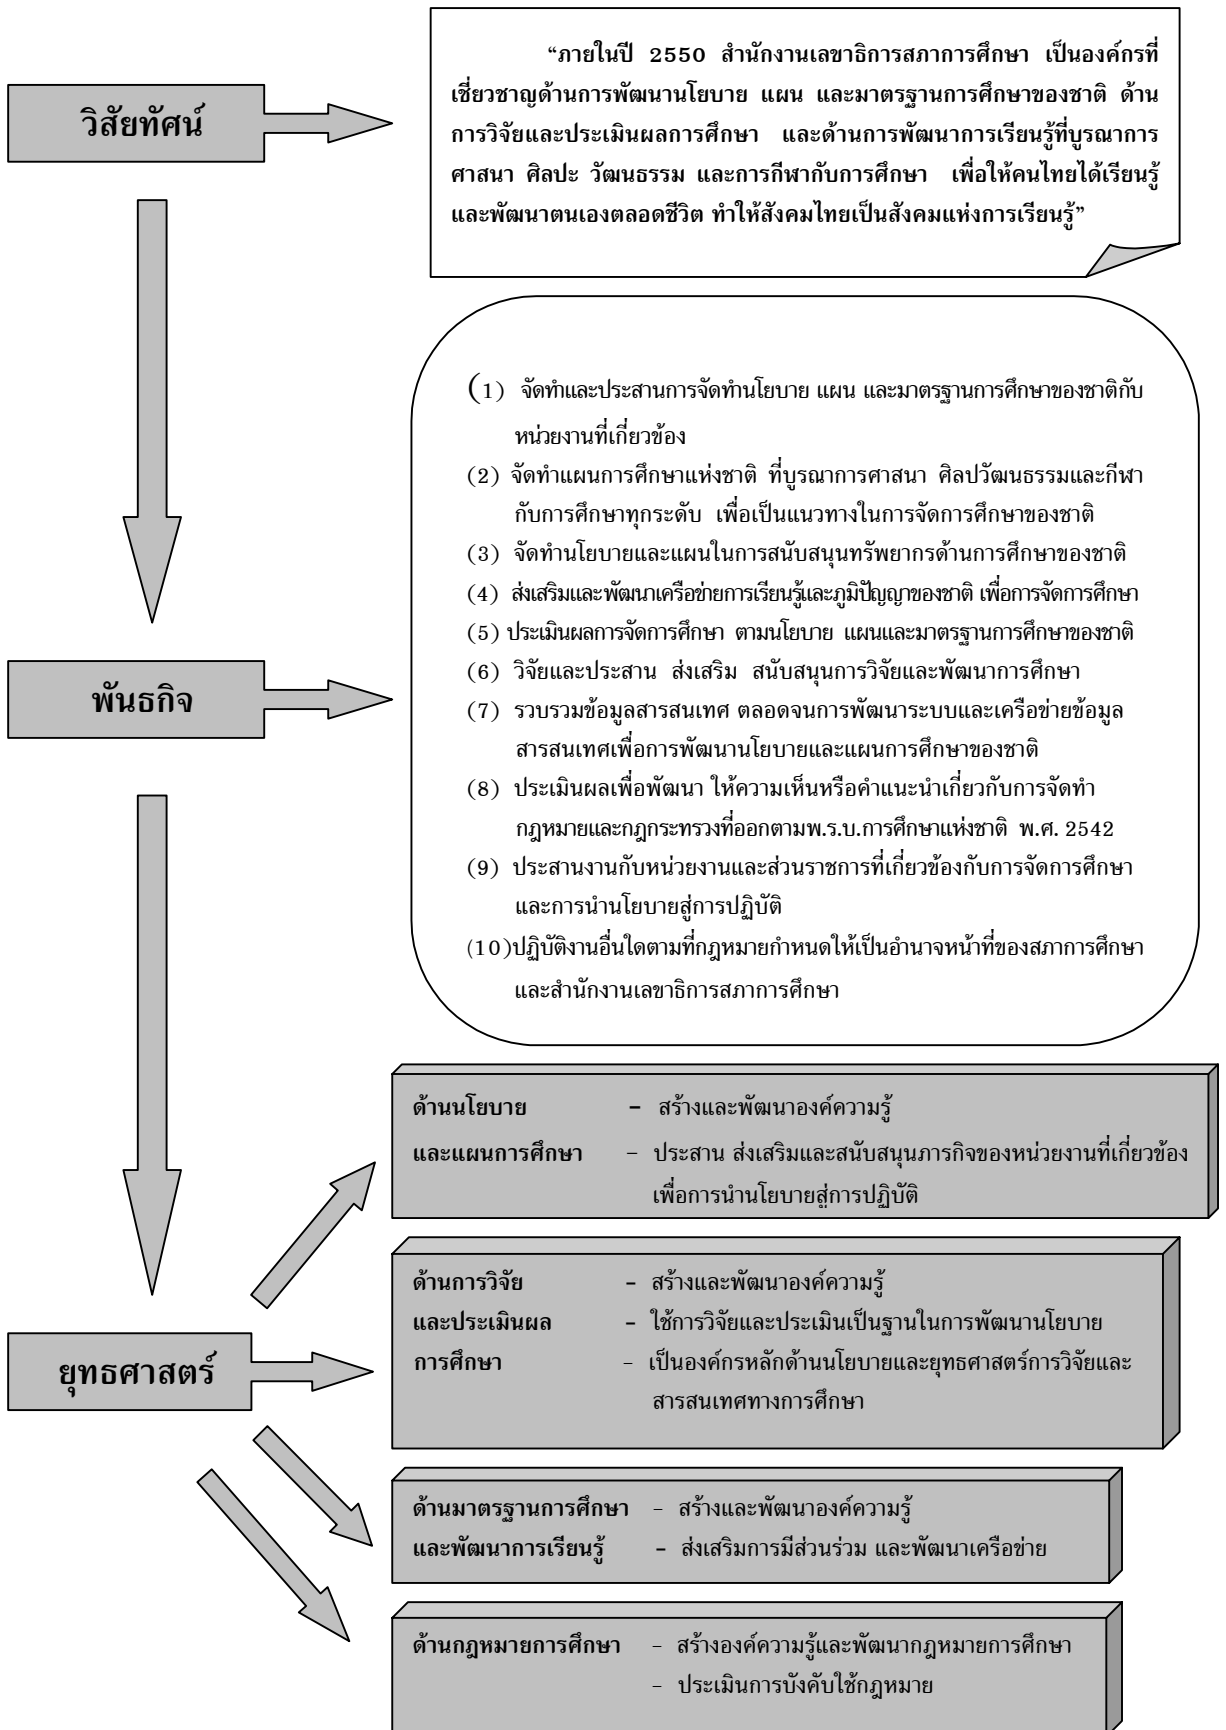 วิสัยทัศน์
“ภายในปี 2550 สำนักงานเลขาธิการสภาการศึกษา เป็นองค์กรที่
เชี่ยวชาญด้านการพัฒนานโยบาย แผน และมาตรฐานการศึกษาของชาติ ด้าน
การวิจัยและประเมินผลการศึกษา และด้านการพัฒนาการเรียนรู้ที่บูรณาการ
ศาสนา ศิลปะ วัฒนธรรม และการกีฬากับการศึกษา เพื่อให้คนไทยได้เรียนรู้
และพัฒนาตนเองตลอดชีวิต ทำให้สังคมไทยเป็นสังคมแห่งการเรียนรู้”
พันธกิจ
(1) จัดทำและประสานการจัดทำนโยบาย แผน และมาตรฐานการศึกษาของชาติกับ
หน่วยงานที่เกี่ยวข้อง
(2) จัดทำแผนการศึกษาแห่งชาติ ที่บูรณาการศาสนา ศิลปวัฒนธรรมและกีฬา
กับการศึกษาทุกระดับ เพื่อเป็นแนวทางในการจัดการศึกษาของชาติ
(3) จัดทำนโยบายและแผนในการสนับสนุนทรัพยากรด้านการศึกษาของชาติ
(4) ส่งเสริมและพัฒนาเครือข่ายการเรียนรู้และภูมิปัญญาของชาติ เพื่อการจัดการศึกษา
(5) ประเมินผลการจัดการศึกษา ตามนโยบาย แผนและมาตรฐานการศึกษาของชาติ
(6) วิจัยและประสาน ส่งเสริม สนับสนุนการวิจัยและพัฒนาการศึกษา
(7) รวบรวมข้อมูลสารสนเทศ ตลอดจนการพัฒนาระบบและเครือข่ายข้อมูล
สารสนเทศเพื่อการพัฒนานโยบายและแผนการศึกษาของชาติ
(8) ประเมินผลเพื่อพัฒนา ให้ความเห็นหรือคำแนะนำเกี่ยวกับการจัดทำ
กฎหมายและกฎกระทรวงที่ออกตามพ.ร.บ.การศึกษาแห่งชาติ พ.ศ. 2542
(9) ประสานงานกับหน่วยงานและส่วนราชการที่เกี่ยวข้องกับการจัดการศึกษา
และการนำนโยบายสู่การปฏิบัติ
(10)ปฏิบัติงานอื่นใดตามที่กฎหมายกำหนดให้เป็นอำนาจหน้าที่ของสภาการศึกษา
และสำนักงานเลขาธิการสภาการศึกษา
ยุทธศาสตร์
ด้านนโยบาย – สร้างและพัฒนาองค์ความรู้
และแผนการศึกษา – ประสาน ส่งเสริมและสนับสนุนภารกิจของหน่วยงานที่เกี่ยวข้อง
เพื่อการนำนโยบายสู่การปฏิบัติ
ด้านการวิจัย – สร้างและพัฒนาองค์ความรู้
และประเมินผล – ใช้การวิจัยและประเมินเป็นฐานในการพัฒนานโยบาย
การศึกษา – เป็นองค์กรหลักด้านนโยบายและยุทธศาสตร์การวิจัยและ
สารสนเทศทางการศึกษา
ด้านมาตรฐานการศึกษา – สร้างและพัฒนาองค์ความรู้
และพัฒนาการเรียนรู้ – ส่งเสริมการมีส่วนร่วม และพัฒนาเครือข่าย
ด้านกฎหมายการศึกษา – สร้างองค์ความรู้และพัฒนากฎหมายการศึกษา
– ประเมินการบังคับใช้กฎหมาย